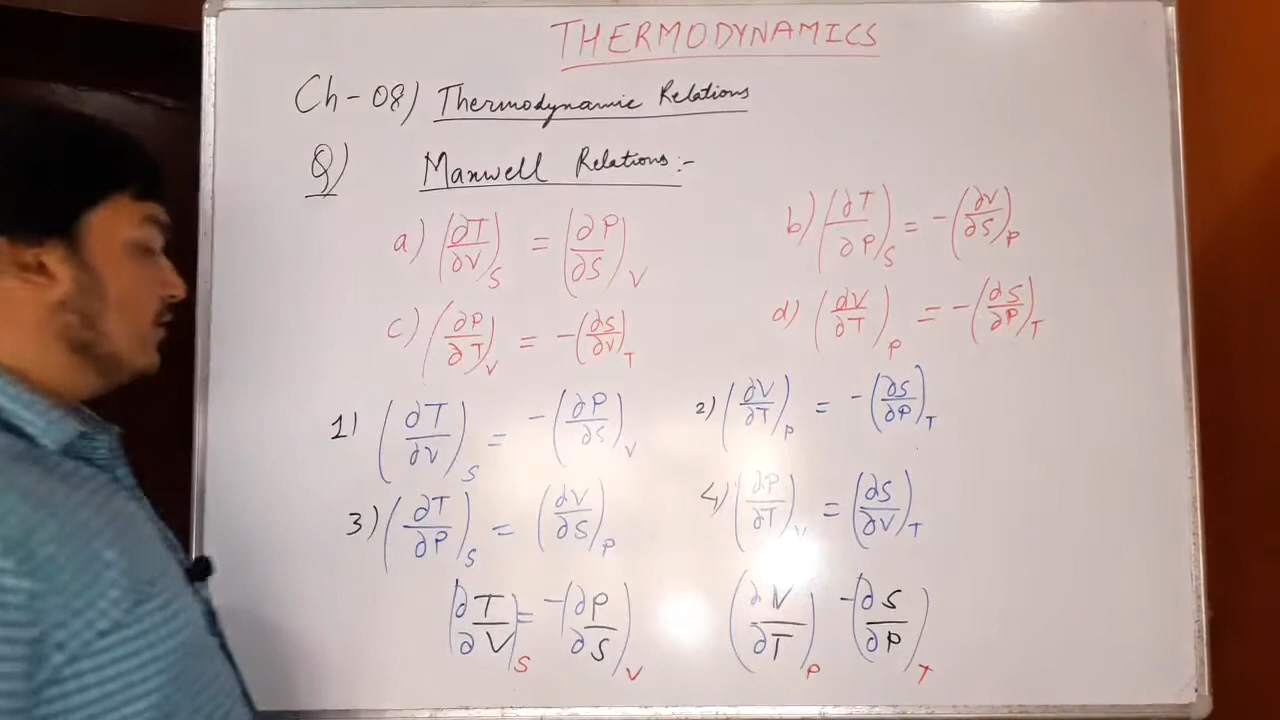 THERMODYNAMICS
Ch-08) Thermodynamic Relations
Q) Maxwell Relations:-
a) (∂T/∂V)_S = (∂P/∂S)_V b) (∂T/∂P)_S = -(∂V/∂S)_P
c) (∂P/∂T)_V = -(∂S/∂V)_T d) (∂V/∂T)_P = -(∂S/∂P)_T
1) (∂T/∂V)_S = -(∂P/∂S)_V 2) (∂V/∂T)_P = -(∂S/∂P)_T
3) (∂T/∂P)_S = (∂V/∂S)_P 4) (∂P/∂T)_V = (∂S/∂V)_T
(∂T/∂V)_S = -(∂P/∂S)_V (∂V/∂T)_P -(∂S/∂P)_T